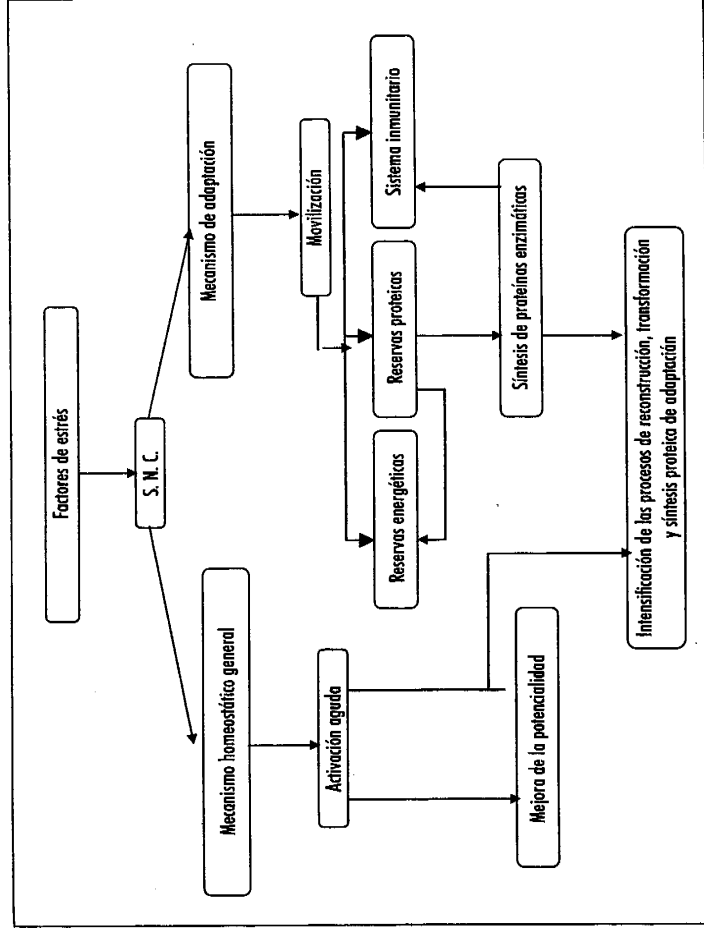 Factores de estrés
S. N. C.
Mecanismo homeostático general
Mecanismo de adaptación
Activación aguda
Movilización
Reservas energéticas
Reservas proteicas
Sistema inmunitario
Mejora de la potencialidad
Síntesis de proteínas enzimáticas
Intensificación de los procesos de reconstrucción, transformación
y síntesis proteica de adaptación